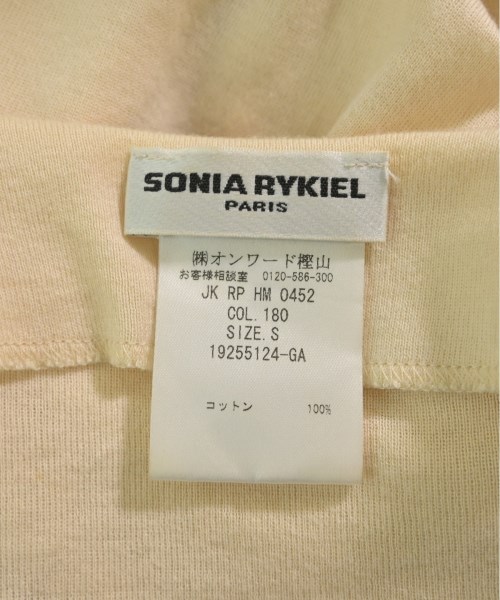 SONIA RYKIEL
PARIS
㈱オンワード樫山
お客様相談室 0120-586-300
JK RP HM 0452
COL.180
SIZE.S
19255124-GA
コットン 100%